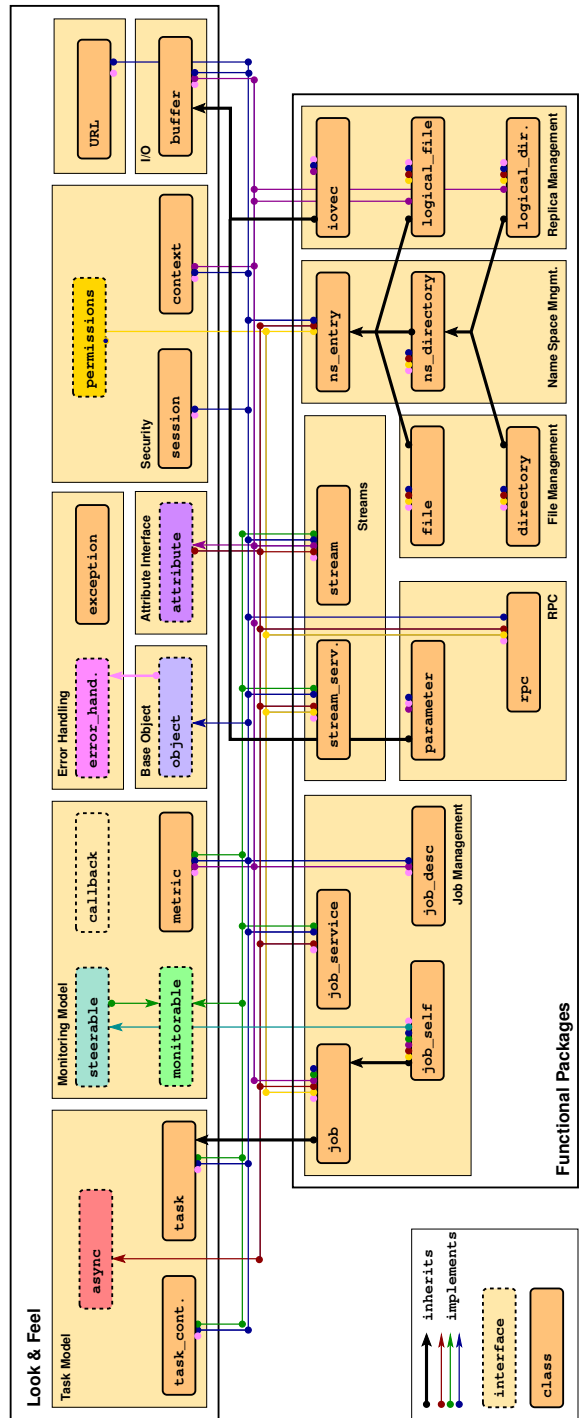 Look & Feel
Task Model
async
task_cont.
task
Monitoring Model
steerable
callback
monitorable
metric
Error Handling
error_hand.
exception
Base Object
object
Attribute Interface
attribute
Security
permissions
session
context
URL
I/O
buffer
Functional Packages
job
job_service
job_self
job_desc
Job Management
stream_serv.
stream
Streams
parameter
rpc
RPC
file
directory
File Management
ns_entry
ns_directory
Name Space Mngmt.
iovec
logical_file
logical_dir.
Replica Management
inherits
implements
interface
class